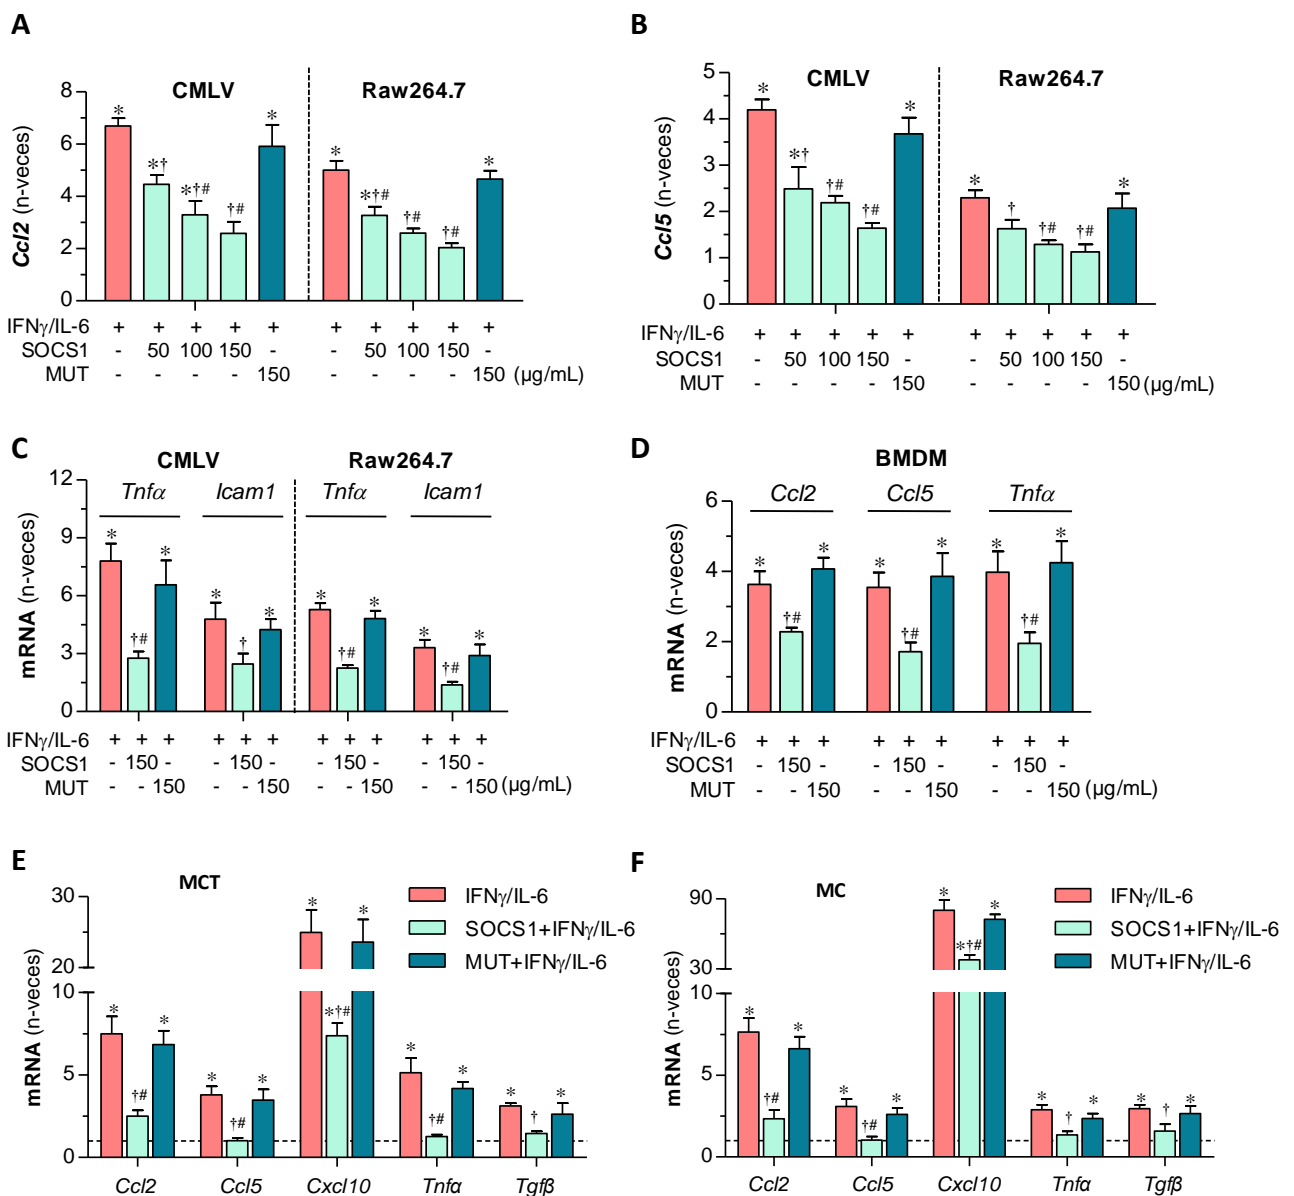 A
CMLV
Raw264.7
Ccl2 (n-veces)
8
6
4
2
0
*
*†
*†#
†#
*
*
*†#
†#
†#
*
IFNγ/IL-6 + + + + + + + + + +
SOCS1 - 50 100 150 - - 50 100 150 -
MUT - - - - 150 - - - - 150 (µg/mL)
B
CMLV
Raw264.7
Ccl5 (n-veces)
5
4
3
2
1
0
*
*†
†#
†#
*
*
†
†#
†#
*
IFNγ/IL-6 + + + + + + + + + +
SOCS1 - 50 100 150 - - 50 100 150 -
MUT - - - - 150 - - - - 150 (µg/mL)
C
CMLV
Raw264.7
Tnfα Icam1 Tnfα Icam1
mRNA (n-veces)
12
9
6
3
0
* †# *
* † *
* †# *
* †# *
IFNγ/IL-6 + + + + + + + + + + + +
SOCS1 - 150 - - 150 - - 150 - - 150 -
MUT - - 150 - - 150 - - 150 - - 150 (µg/mL)
D
BMDM
Ccl2 Ccl5 Tnfα
mRNA (n-veces)
6
4
2
0
* †# *
* †# *
* †# *
IFNγ/IL-6 + + + + + + + + +
SOCS1 - 150 - - 150 - - 150 -
MUT - - 150 - - 150 - - 150 (µg/mL)
E
MCT
IFNγ/IL-6
SOCS1+IFNγ/IL-6
MUT+IFNγ/IL-6
mRNA (n-veces)
30
20
10
5
0
* †# *
* †# *
* *†# *
* †# *
* † *
Ccl2 Ccl5 Cxcl10 Tnfα Tgfβ
F
MC
IFNγ/IL-6
SOCS1+IFNγ/IL-6
MUT+IFNγ/IL-6
mRNA (n-veces)
90
30
10
5
0
* †# *
* †# *
* *†# *
* † *
* † *
Ccl2 Ccl5 Cxcl10 Tnfα Tgfβ